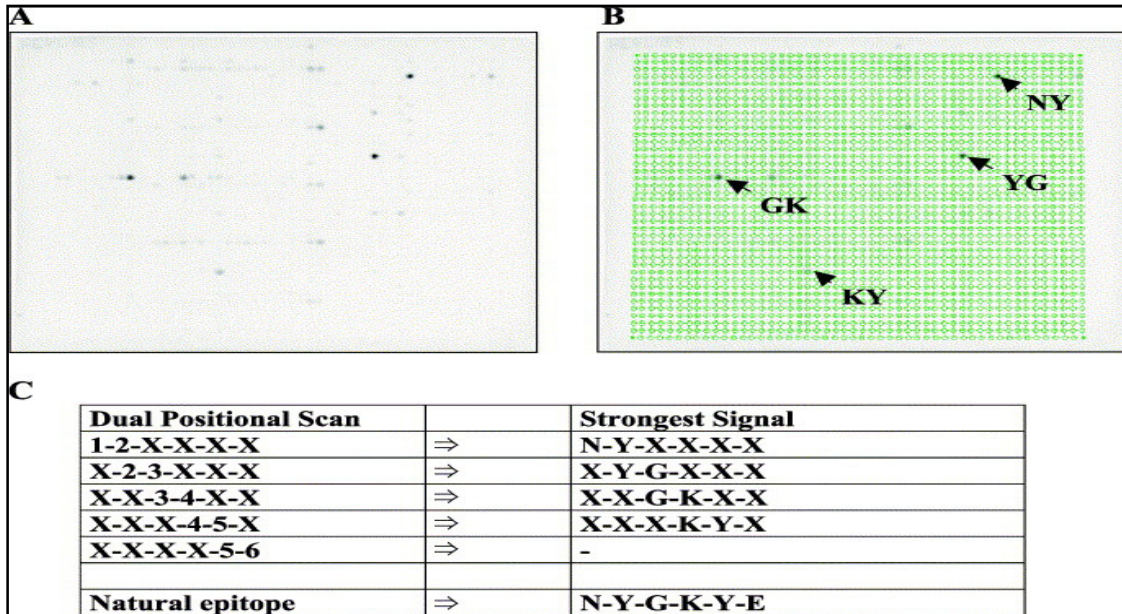 A
B
NY
YG
GK
KY
C
Dual Positional Scan Strongest Signal
1-2-X-X-X-X ⇒ N-Y-X-X-X-X
X-2-3-X-X-X ⇒ X-Y-G-X-X-X
X-X-3-4-X-X ⇒ X-X-G-K-X-X
X-X-X-4-5-X ⇒ X-X-X-K-Y-X
X-X-X-X-5-6 ⇒ -
Natural epitope ⇒ N-Y-G-K-Y-E